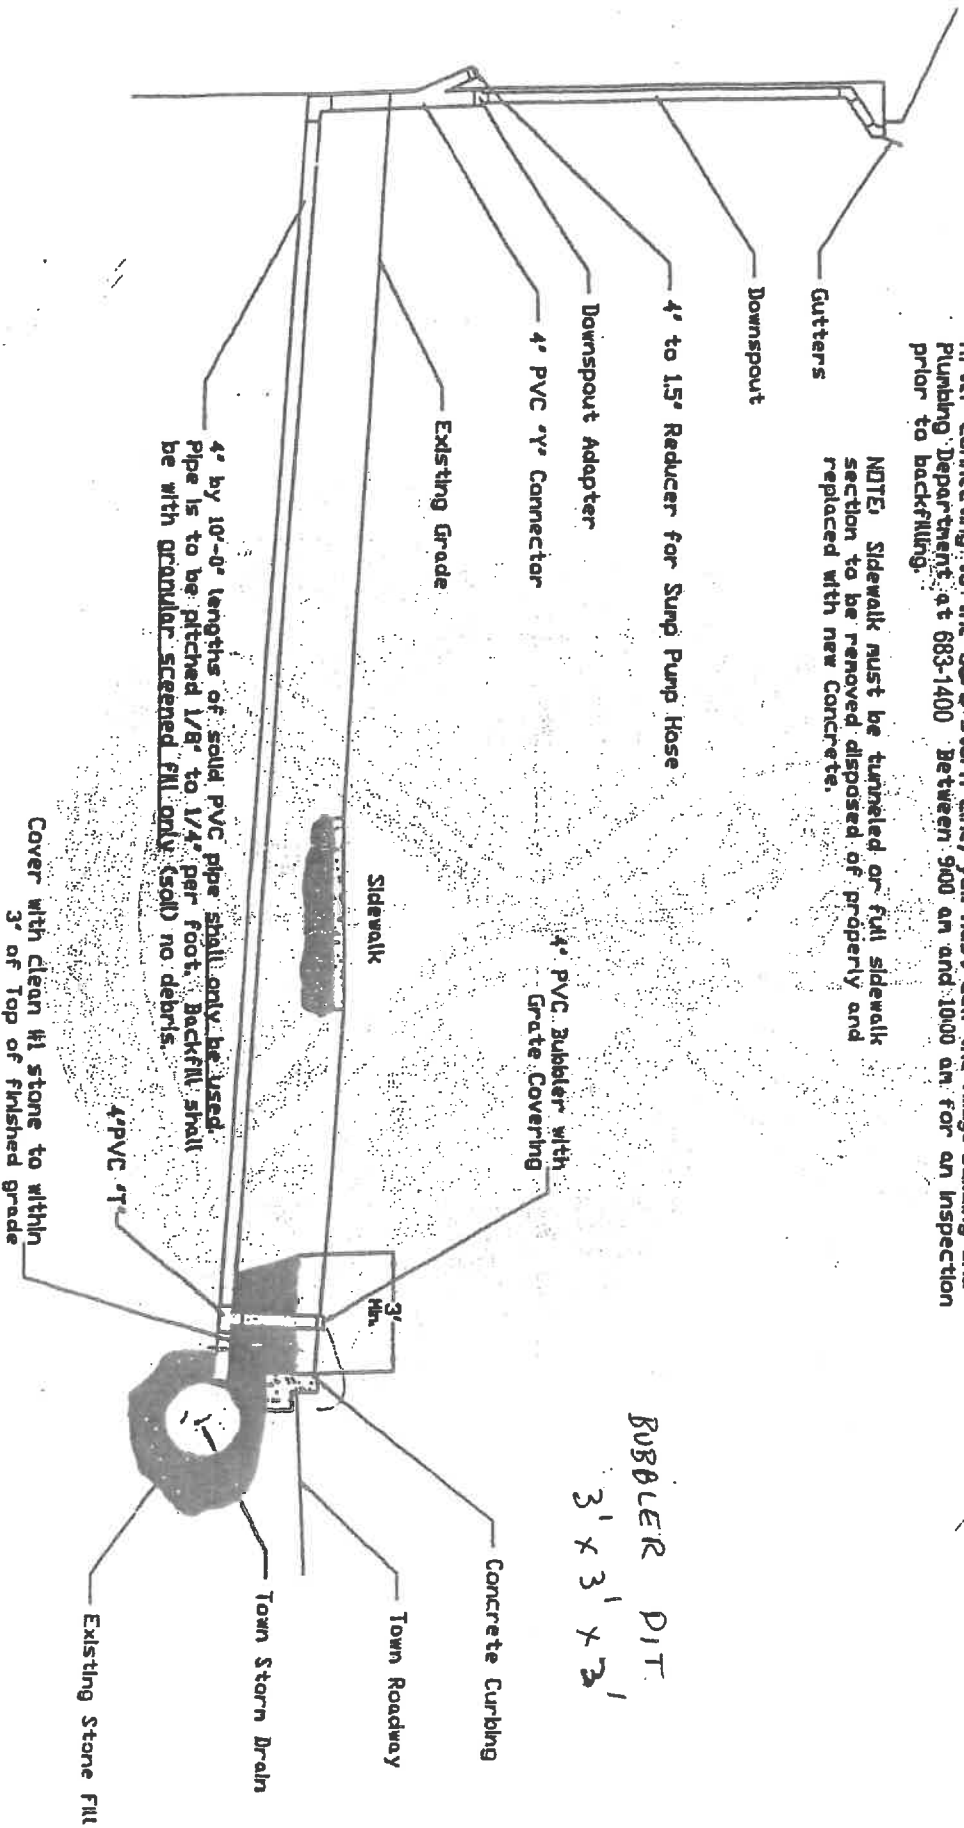 Plumbing Department at 683-1400 Between 9:00 am and 10:00 am for an inspection
prior to backfilling.
NOTE: Sidewalk must be tunneled or full sidewalk
section to be removed disposed of properly and
replaced with new Concrete.
Gutters
Downspout
4" to 1.5" Reducer for Sump Pump Hose
Downspout Adapter
4" PVC "Y" Connector
Existing Grade
4" by 10'-0" lengths of solid PVC pipe shall only be used.
Pipe is to be pitched 1/8" to 1/4" per foot. Backfill shall
be with granular sceened fill only (soil) no debris.
Sidewalk
4" PVC Bubbler with
Grate Covering
3'
Min.
4"PVC "T"
Cover with clean #1 stone to within
3" of Top of finished grade
BUBBLER PIT
3' x 3' x 3'
Concrete Curbing
Town Roadway
Town Storm Drain
Existing Stone Fill